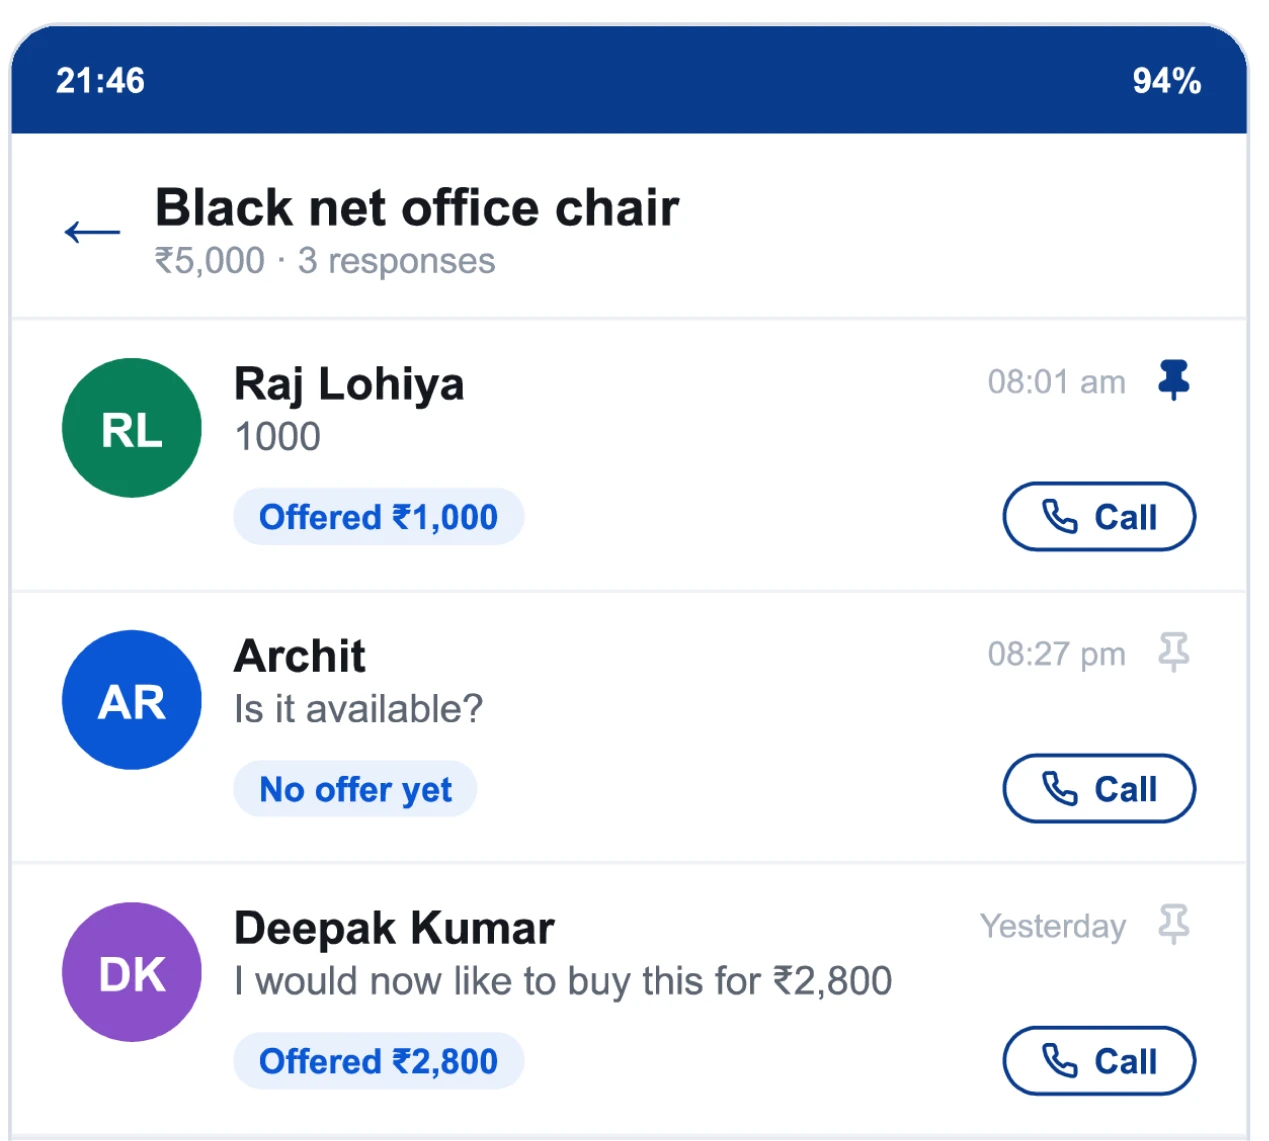 21:46 94%
Black net office chair
₹5,000 · 3 responses
RL
Raj Lohiya
08:01 am
1000
Offered ₹1,000
Call
AR
Archit
08:27 pm
Is it available?
No offer yet
Call
DK
Deepak Kumar
Yesterday
I would now like to buy this for ₹2,800
Offered ₹2,800
Call